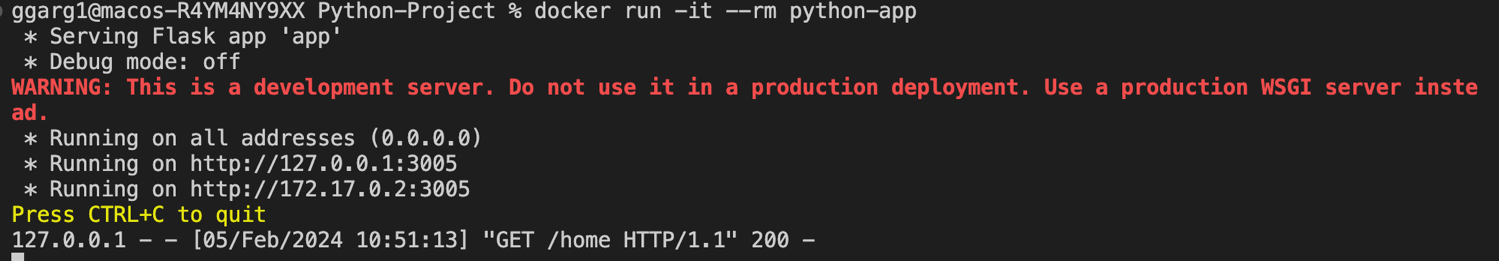 ggarg1@macos-R4YM4NY9XX Python-Project % docker run -it --rm python-app
* Serving Flask app 'app'
* Debug mode: off
WARNING: This is a development server. Do not use it in a production deployment. Use a production WSGI server inste
ad.
* Running on all addresses (0.0.0.0)
* Running on http://127.0.0.1:3005
* Running on http://172.17.0.2:3005
Press CTRL+C to quit
127.0.0.1 - - [05/Feb/2024 10:51:13] "GET /home HTTP/1.1" 200 -